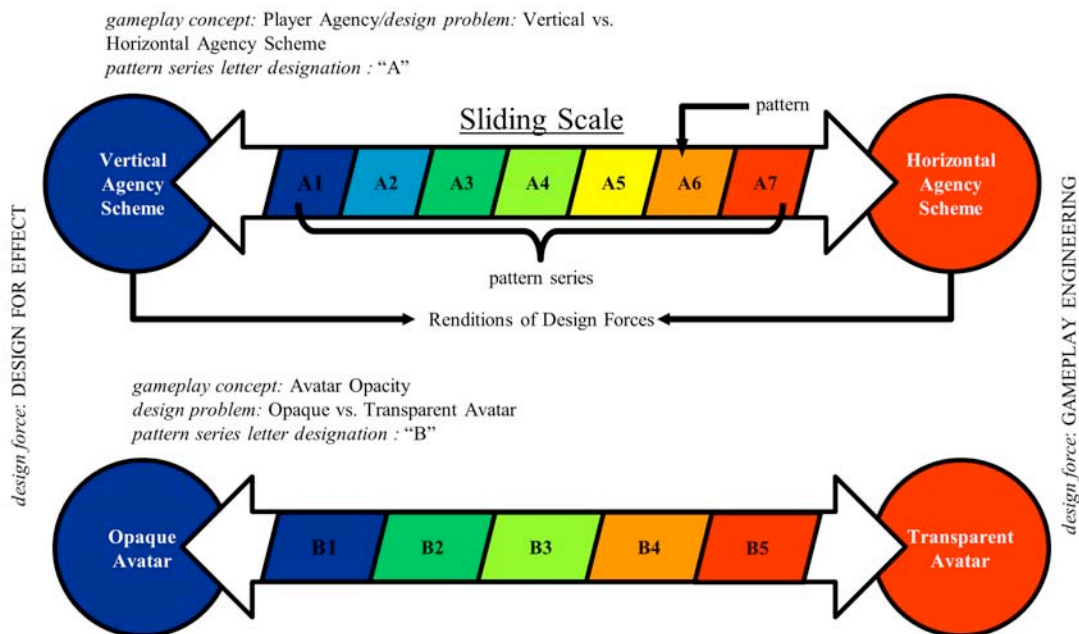 gameplay concept: Player Agency/design problem: Vertical vs.
Horizontal Agency Scheme
pattern series letter designation : “A”
pattern
Sliding Scale
Vertical
Agency
Scheme
A1 A2 A3 A4 A5 A6 A7
Horizontal
Agency
Scheme
pattern series
Renditions of Design Forces
design force: DESIGN FOR EFFECT
design force: GAMEPLAY ENGINEERING
gameplay concept: Avatar Opacity
design problem: Opaque vs. Transparent Avatar
pattern series letter designation : “B”
Opaque
Avatar
B1 B2 B3 B4 B5
Transparent
Avatar